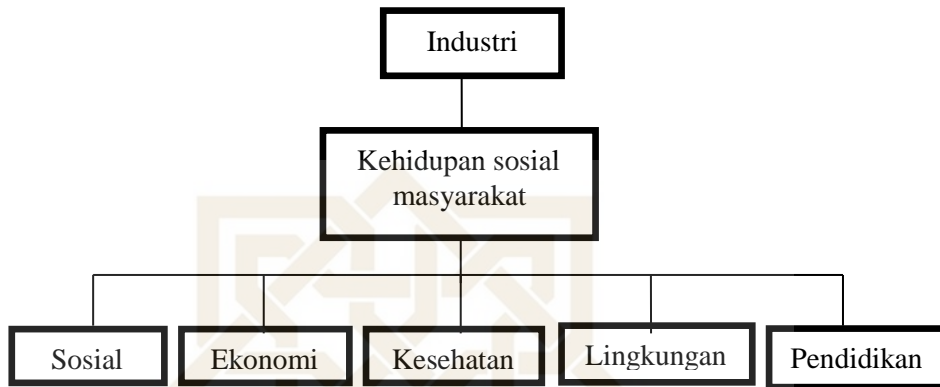 Industri
Kehidupan sosial
masyarakat
Sosial
Ekonomi
Kesehatan
Lingkungan
Pendidikan